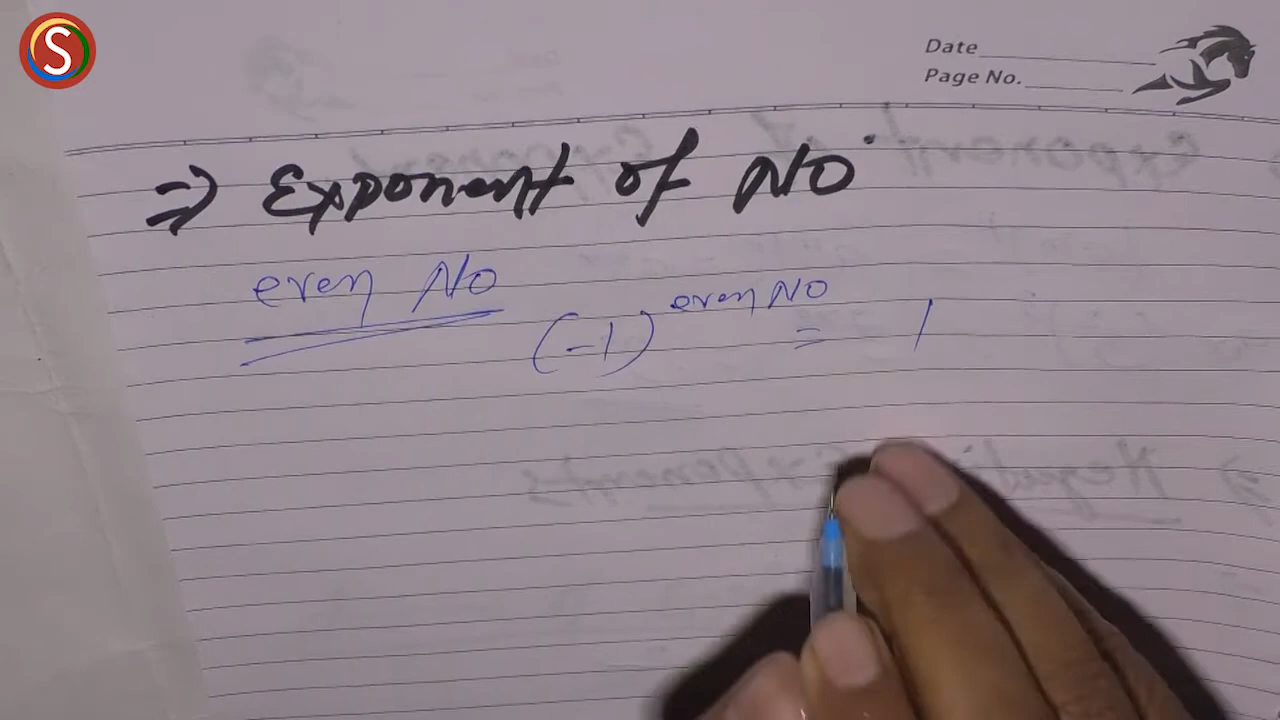 S
Date
Page No.
⇒ Exponent of No.
even No
(-1)^even No = 1